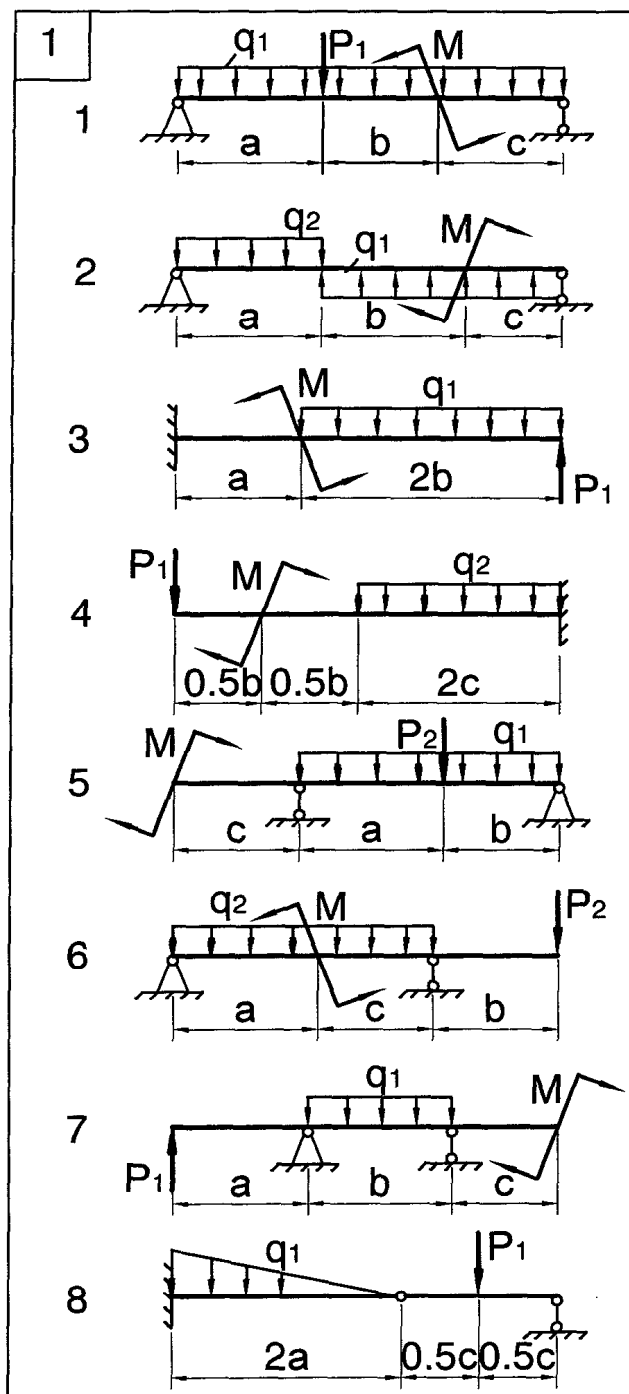 1
q1 P1 M
1
a b c
q2 q1 M
2
a b c
M q1
3
a 2b P1
P1 M q2
4
0.5b 0.5b 2c
M P2 q1
5
c a b
q2 M P2
6
a c b
q1 M
7
P1 a b c
q1 P1
8
2a 0.5c 0.5c